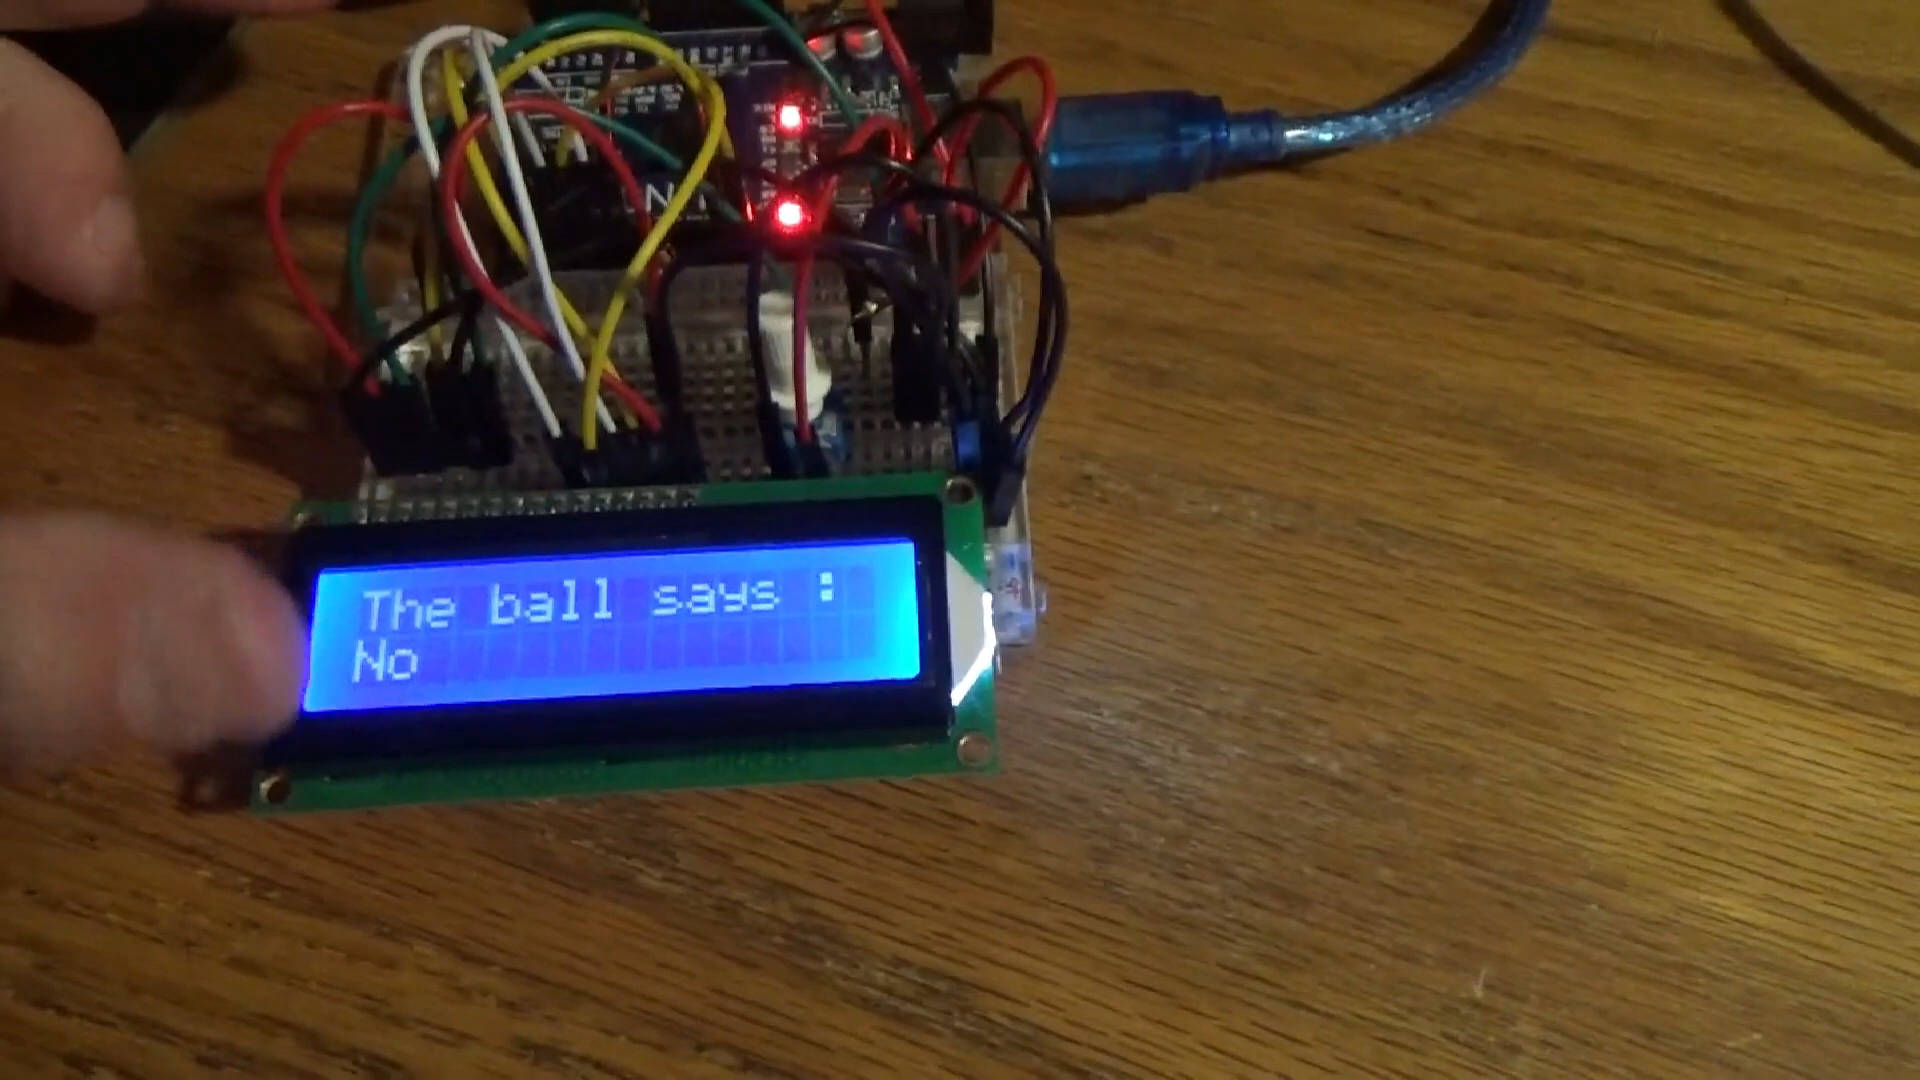 The ball says :
No